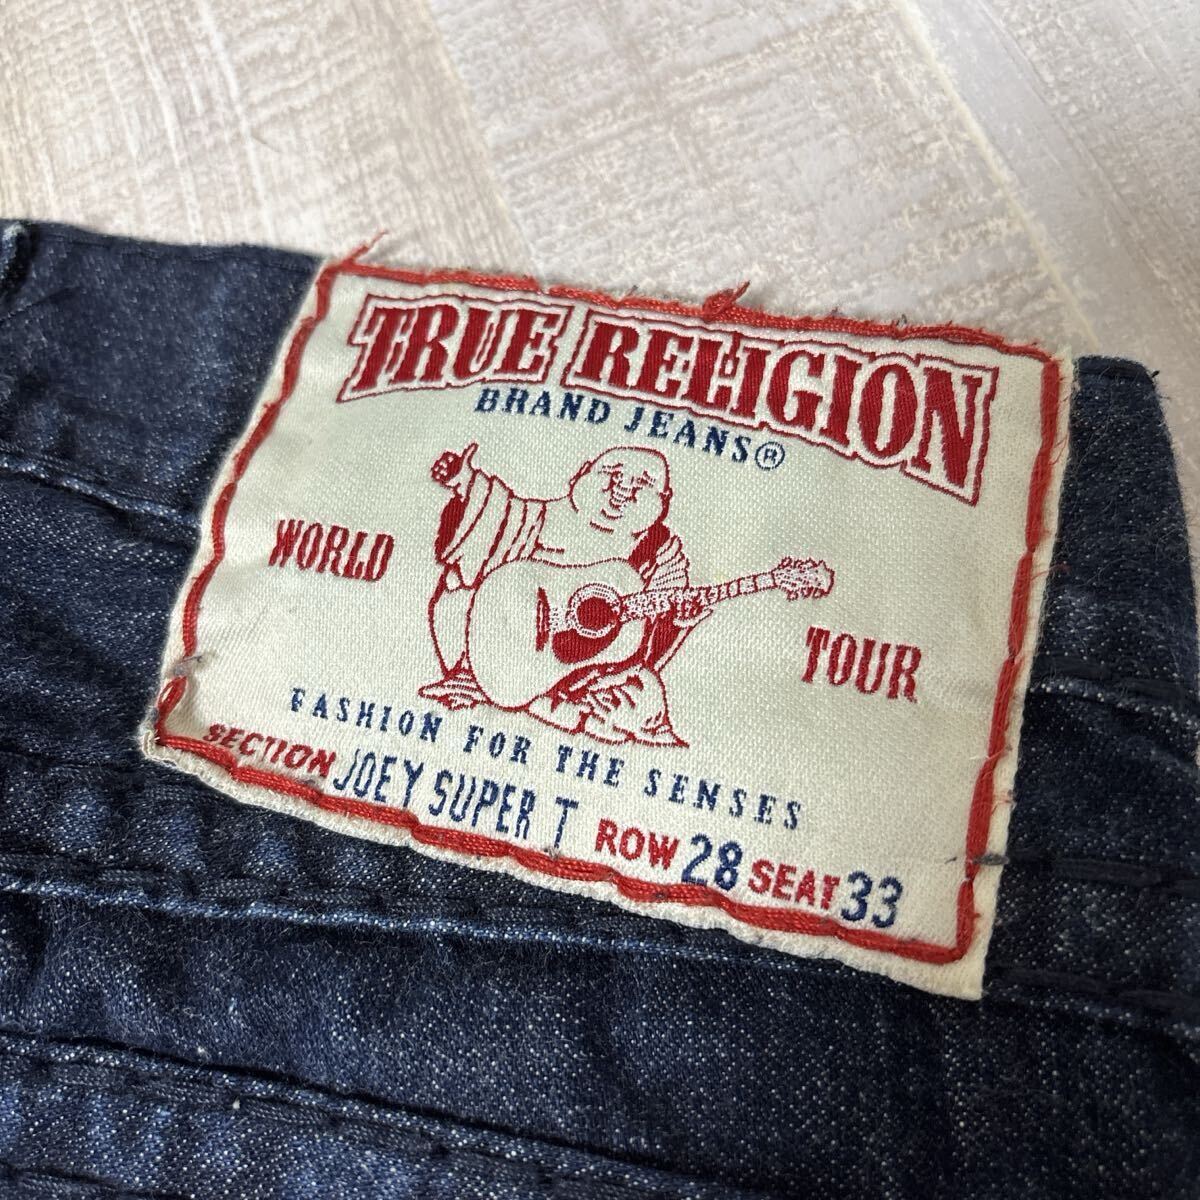 TRUE RELIGION
BRAND JEANS®
WORLD TOUR
FASHION FOR THE SENSES
SECTION JOEY SUPER T ROW 28 SEAT 33